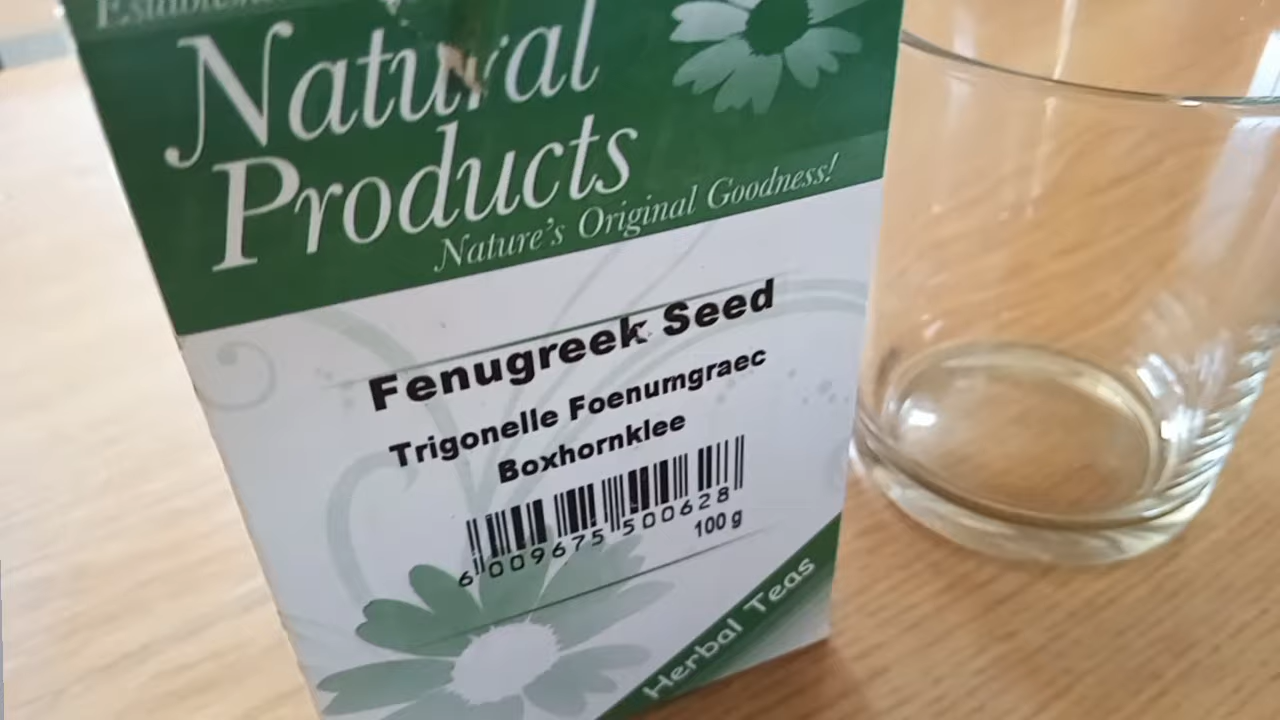 Natural
Products
Nature's Original Goodness!
Fenugreek Seed
Trigonelle Foenumgraec
Boxhornklee
6 009675 500628
100 g
Herbal Teas